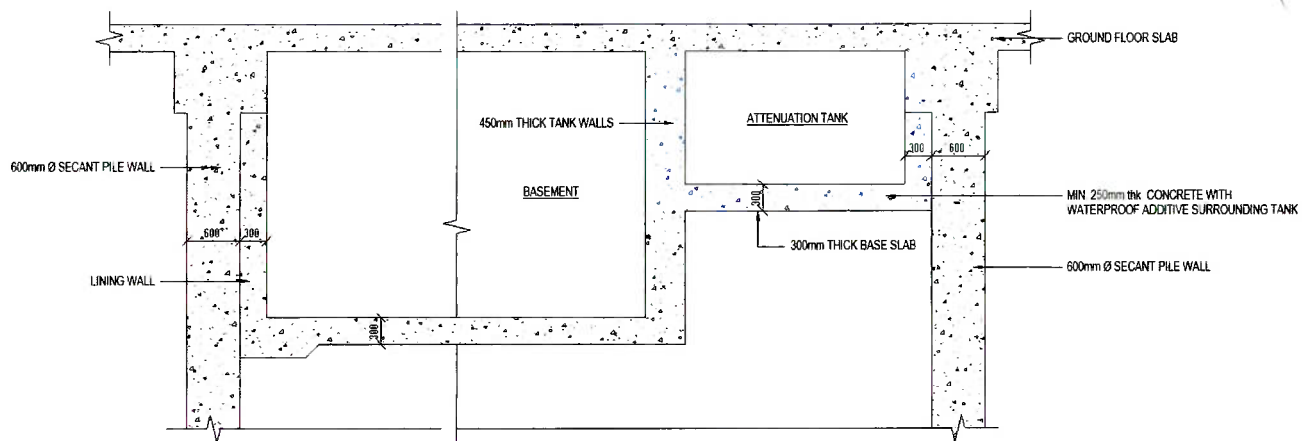 GROUND FLOOR SLAB
450mm THICK TANK WALLS
ATTENUATION TANK
300
600
600mm Ø SECANT PILE WALL
BASEMENT
300
MIN 250mm thk CONCRETE WITH
WATERPROOF ADDITIVE SURROUNDING TANK
600
300
300mm THICK BASE SLAB
600mm Ø SECANT PILE WALL
LINING WALL
300